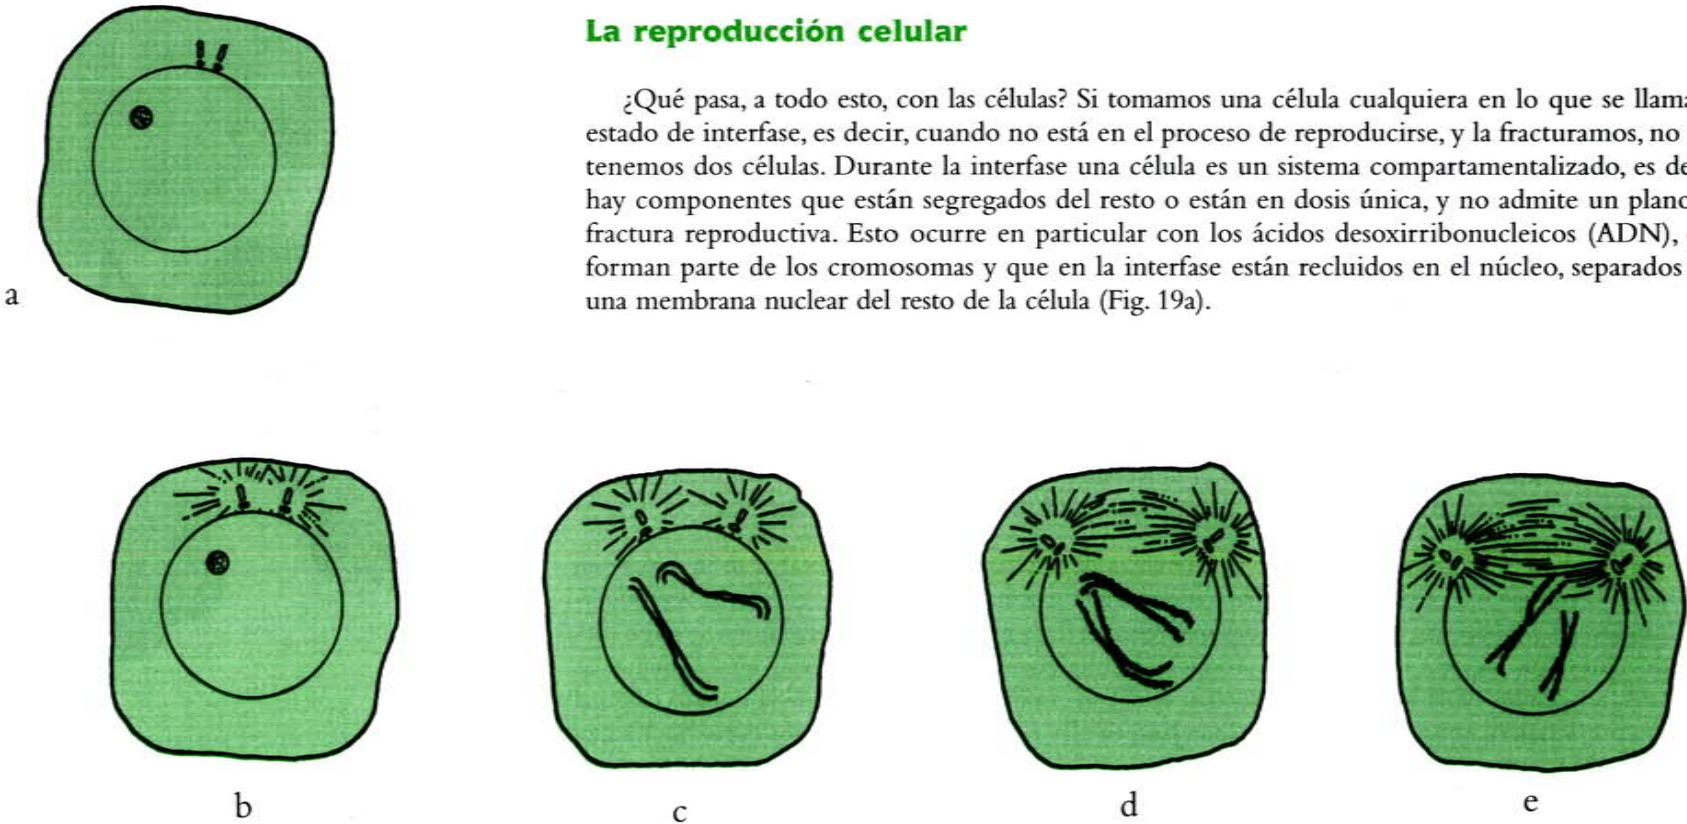 La reproducción celular
¿Qué pasa, a todo esto, con las células? Si tomamos una célula cualquiera en lo que se llama
estado de interfase, es decir, cuando no está en el proceso de reproducirse, y la fracturamos, no
tenemos dos células. Durante la interfase una célula es un sistema compartamentalizado, es de
hay componentes que están segregados del resto o están en dosis única, y no admite un plano
fractura reproductiva. Esto ocurre en particular con los ácidos desoxirribonucleicos (ADN),
forman parte de los cromosomas y que en la interfase están recluidos en el núcleo, separados
una membrana nuclear del resto de la célula (Fig. 19a).
a
b c d e